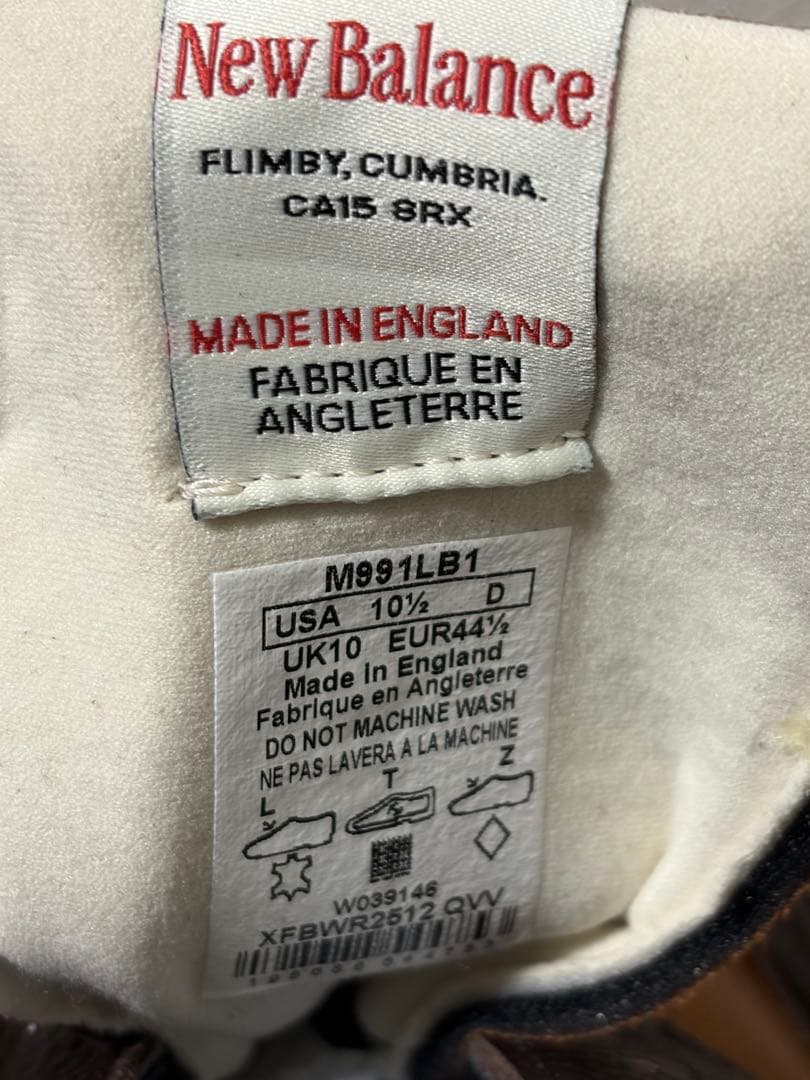 New Balance
FLIMBY, CUMBRIA.
CA15 8RX
MADE IN ENGLAND
FABRIQUE EN
ANGLETERRE
M991LB1
USA 10½ D
UK10 EUR44½
Made In England
Fabrique en Angleterre
DO NOT MACHINE WASH
NE PAS LAVERA A LA MACHINE
L T Z
W039146
XFBWR2512 QVV